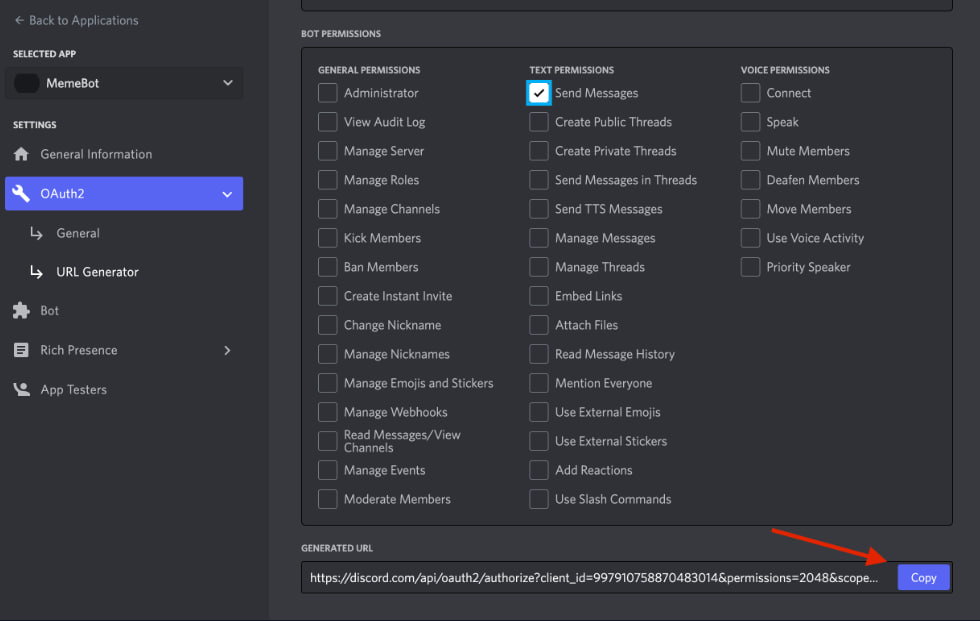 ← Back to Applications
SELECTED APP
MemeBot
SETTINGS
General Information
OAuth2
General
URL Generator
Bot
Rich Presence
App Testers
BOT PERMISSIONS
GENERAL PERMISSIONS
Administrator
View Audit Log
Manage Server
Manage Roles
Manage Channels
Kick Members
Ban Members
Create Instant Invite
Change Nickname
Manage Nicknames
Manage Emojis and Stickers
Manage Webhooks
Read Messages/View
Channels
Manage Events
Moderate Members
TEXT PERMISSIONS
Send Messages
Create Public Threads
Create Private Threads
Send Messages in Threads
Send TTS Messages
Manage Messages
Manage Threads
Embed Links
Attach Files
Read Message History
Mention Everyone
Use External Emojis
Use External Stickers
Add Reactions
Use Slash Commands
VOICE PERMISSIONS
Connect
Speak
Mute Members
Deafen Members
Move Members
Use Voice Activity
Priority Speaker
GENERATED URL
https://discord.com/api/oauth2/authorize?client_id=997910758870483014&permissions=2048&scope...
Copy